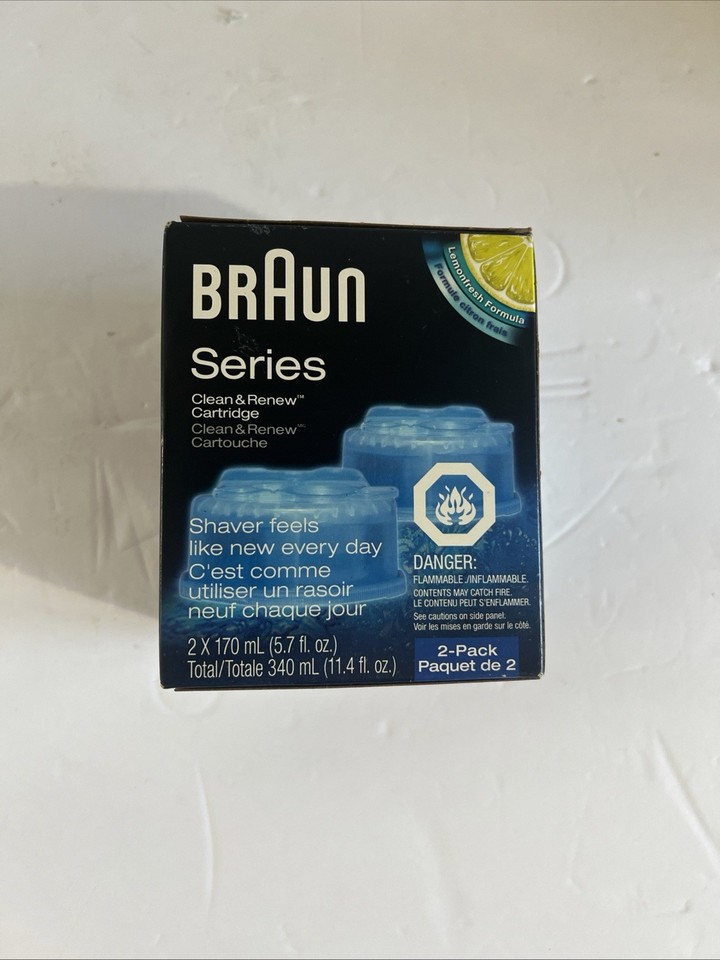 BRAUN
Lemonfresh Formula
Formule citron frais
Series
Clean & Renew™
Cartridge
Clean & Renew
Cartouche
Shaver feels
like new every day
C'est comme
utiliser un rasoir
neuf chaque jour
DANGER:
FLAMMABLE./INFLAMMABLE.
CONTENTS MAY CATCH FIRE.
LE CONTENU PEUT S'ENFLAMMER.
See cautions on side panel.
Voir les mises en garde sur le côté.
2 X 170 mL (5.7 fl. oz.)
Total/Totale 340 mL (11.4 fl. oz.)
2-Pack
Paquet de 2